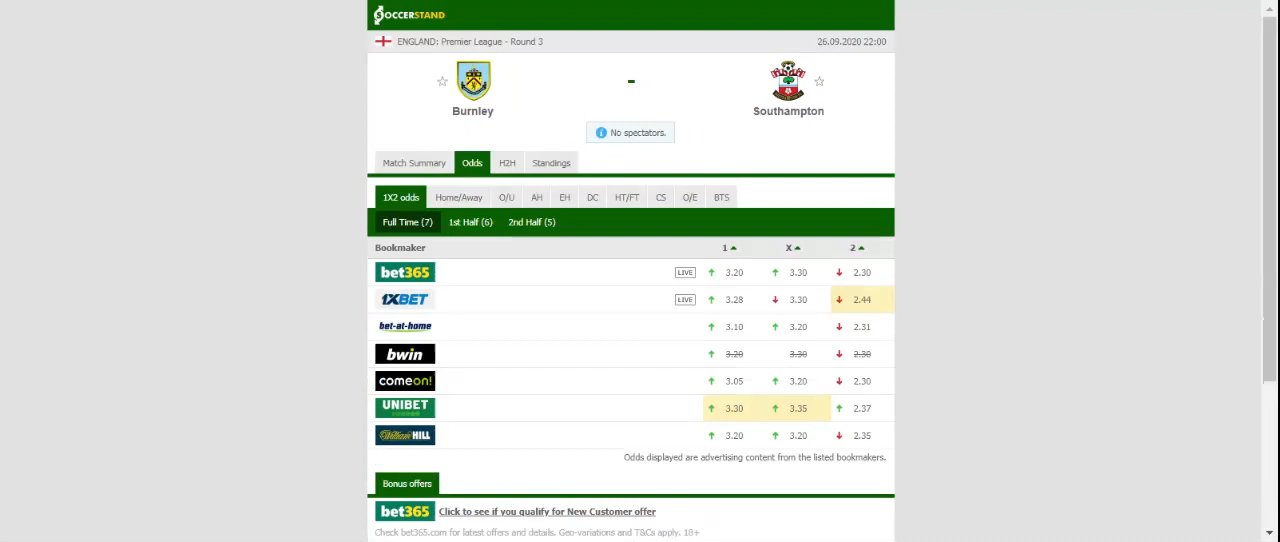 SOCCERSTAND
ENGLAND: Premier League - Round 3 26.09.2020 22:00
Burnley - Southampton
No spectators.
Match Summary Odds H2H Standings
1X2 odds Home/Away O/U AH EH DC HT/FT CS O/E BTS
Full Time (7) 1st Half (6) 2nd Half (5)
Bookmaker 1 X 2
bet365 LIVE 3.20 3.30 2.30
1XBET LIVE 3.28 3.30 2.44
bet-at-home 3.10 3.20 2.31
bwin 3.20 3.30 2.30
comeon! 3.05 3.20 2.30
UNIBET 3.30 3.35 2.37
William HILL 3.20 3.20 2.35
Odds displayed are advertising content from the listed bookmakers.
Bonus offers
bet365 Click to see if you qualify for New Customer offer
Check bet365.com for latest offers and details. Geo-variations and T&Cs apply. 18+